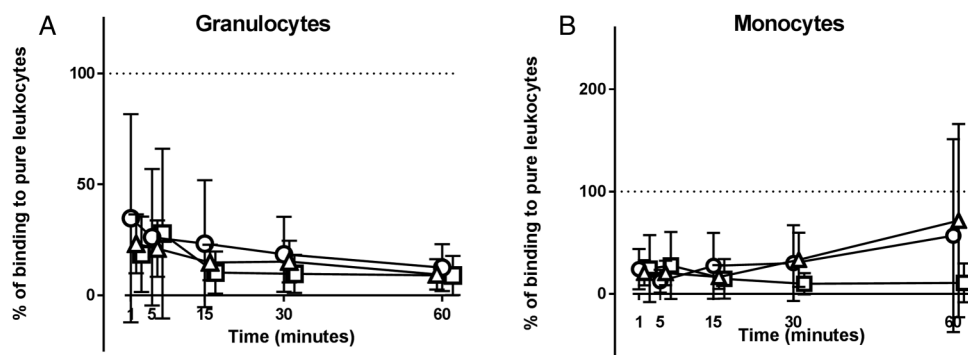 A
Granulocytes
% of binding to pure leukocytes
100
50
0
1 5 15 30 60
Time (minutes)
B
Monocytes
% of binding to pure leukocytes
200
100
0
1 5 15 30 60
Time (minutes)